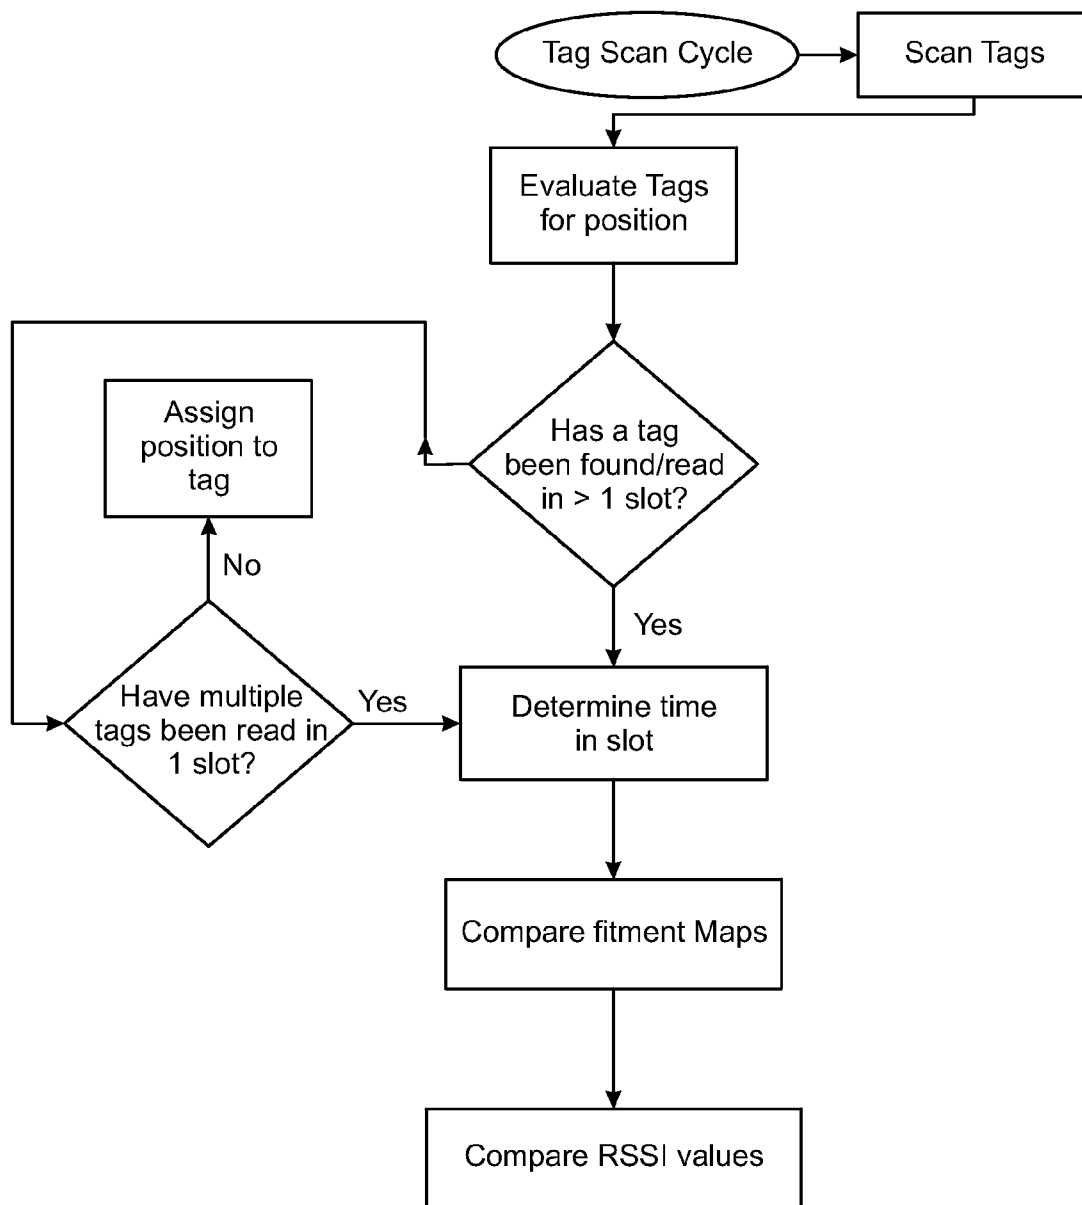 Tag Scan Cycle
Scan Tags
Evaluate Tags
for position
Has a tag
been found/read
in > 1 slot?
Assign
position to
tag
No
Yes
Have multiple
tags been read in
1 slot?
Yes
Determine time
in slot
Compare fitment Maps
Compare RSSI values